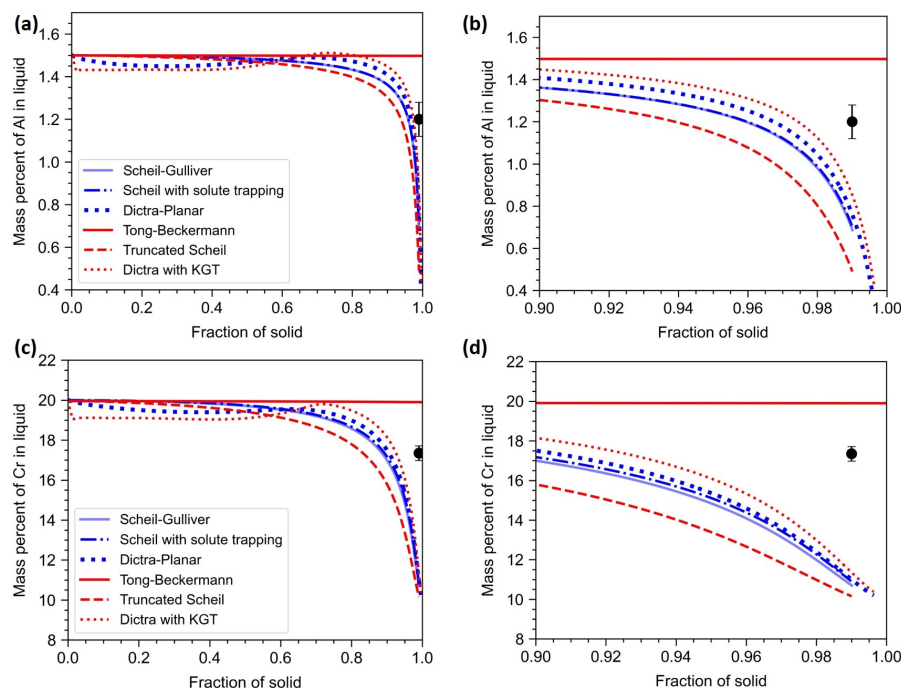 (a)
Mass percent of Al in liquid
1.6
1.4
1.2
1.0
0.8
0.6
0.4
Scheil-Gulliver
Scheil with solute trapping
Dictra-Planar
Tong-Beckermann
Truncated Scheil
Dictra with KGT
0.0 0.2 0.4 0.6 0.8 1.0
Fraction of solid
(b)
Mass percent of Al in liquid
1.6
1.4
1.2
1.0
0.8
0.6
0.4
0.90 0.92 0.94 0.96 0.98 1.00
Fraction of solid
(c)
Mass percent of Cr in liquid
22
20
18
16
14
12
10
8
Scheil-Gulliver
Scheil with solute trapping
Dictra-Planar
Tong-Beckermann
Truncated Scheil
Dictra with KGT
0.0 0.2 0.4 0.6 0.8 1.0
Fraction of solid
(d)
Mass percent of Cr in liquid
22
20
18
16
14
12
10
8
0.90 0.92 0.94 0.96 0.98 1.00
Fraction of solid